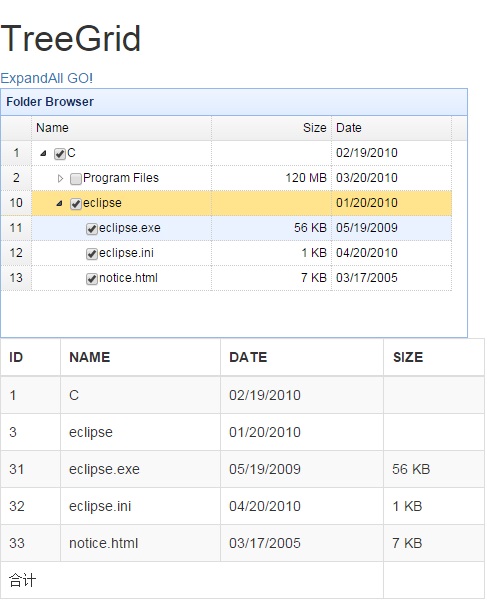 TreeGrid
ExpandAll GO!
Folder Browser
Name Size Date
1 C 02/19/2010
2 Program Files 120 MB 03/20/2010
10 eclipse 01/20/2010
11 eclipse.exe 56 KB 05/19/2009
12 eclipse.ini 1 KB 04/20/2010
13 notice.html 7 KB 03/17/2005
ID NAME DATE SIZE
1 C 02/19/2010
3 eclipse 01/20/2010
31 eclipse.exe 05/19/2009 56 KB
32 eclipse.ini 04/20/2010 1 KB
33 notice.html 03/17/2005 7 KB
合计